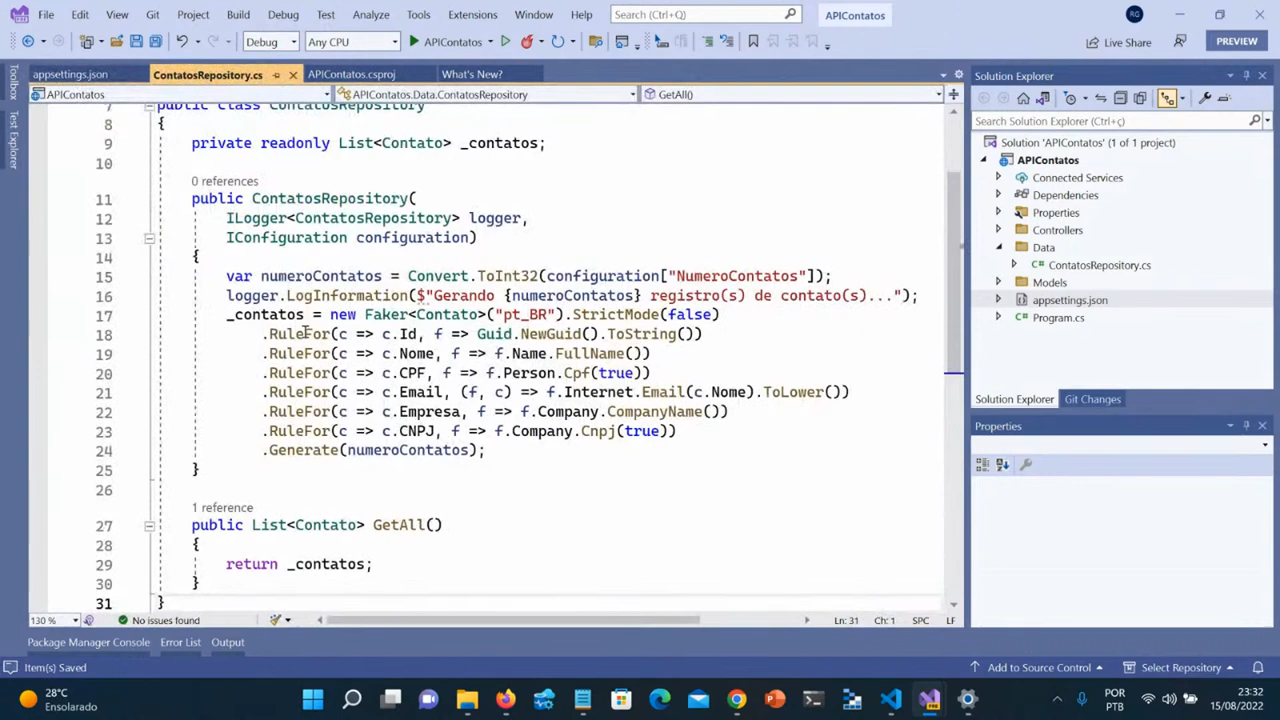 File Edit View Git Project Build Debug Test Analyze Tools Extensions Window Help Search (Ctrl+Q) APIContatos RG
Debug Any CPU APIContatos Live Share PREVIEW
appsettings.json ContatosRepository.cs APIContatos.csproj What's New?
APIContatos APIContatos.Data.ContatosRepository GetAll()
Toolbox
Test Explorer
public class ContatosRepository
8 {
9 private readonly List<Contato> _contatos;
10
0 references
11 public ContatosRepository(
12 ILogger<ContatosRepository> logger,
13 IConfiguration configuration)
14 {
15 var numeroContatos = Convert.ToInt32(configuration["NumeroContatos"]);
16 logger.LogInformation($"Gerando {numeroContatos} registro(s) de contato(s)...");
17 _contatos = new Faker<Contato>("pt_BR").StrictMode(false)
18 .RuleFor(c => c.Id, f => Guid.NewGuid().ToString())
19 .RuleFor(c => c.Nome, f => f.Name.FullName())
20 .RuleFor(c => c.CPF, f => f.Person.Cpf(true))
21 .RuleFor(c => c.Email, (f, c) => f.Internet.Email(c.Nome).ToLower())
22 .RuleFor(c => c.Empresa, f => f.Company.CompanyName())
23 .RuleFor(c => c.CNPJ, f => f.Company.Cnpj(true))
24 .Generate(numeroContatos);
25 }
26
1 reference
27 public List<Contato> GetAll()
28 {
29 return _contatos;
30 }
31 }
130 % No issues found Ln: 31 Ch: 1 SPC LF
Solution Explorer
Search Solution Explorer (Ctrl+Ç)
Solution 'APIContatos' (1 of 1 project)
APIContatos
Connected Services
Dependencies
Properties
Controllers
Data
ContatosRepository.cs
Models
appsettings.json
Program.cs
Solution Explorer Git Changes
Properties
Package Manager Console Error List Output
Item(s) Saved Add to Source Control Select Repository
28°C
Ensolarado
POR
PTB
23:32
15/08/2022